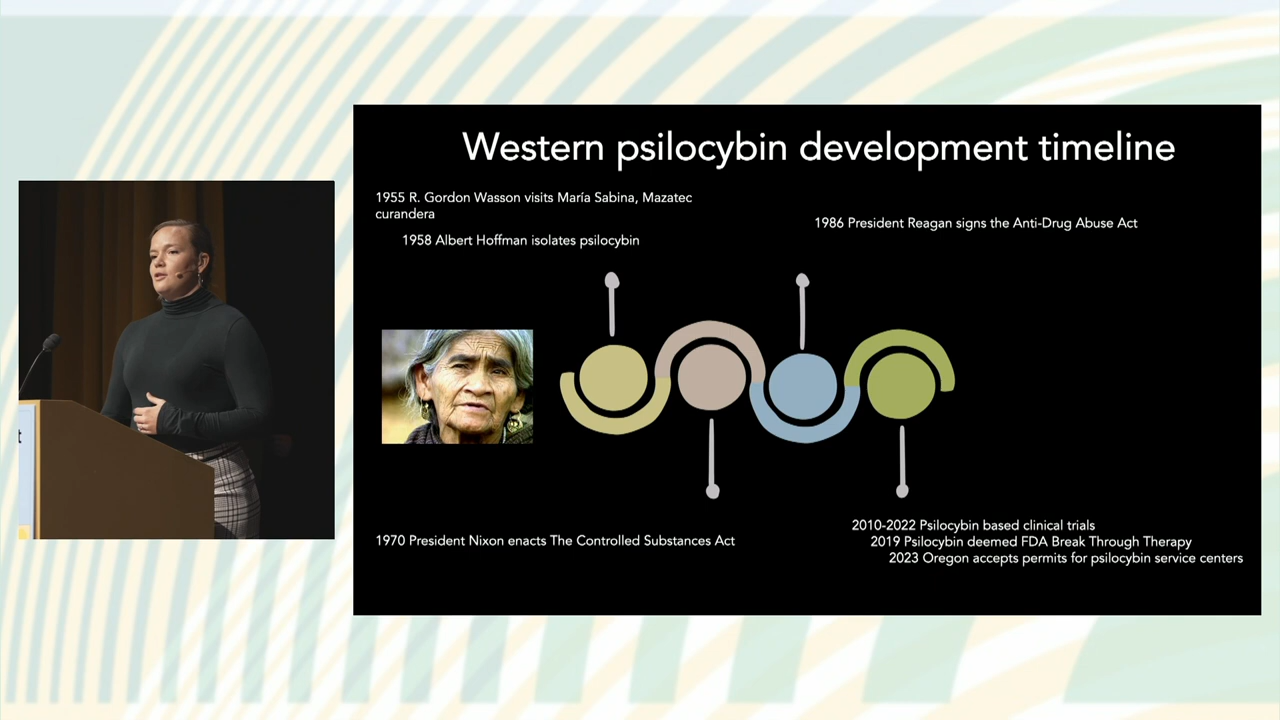 Western psilocybin development timeline
1955 R. Gordon Wasson visits María Sabina, Mazatec
curandera
1958 Albert Hoffman isolates psilocybin
1986 President Reagan signs the Anti-Drug Abuse Act
1970 President Nixon enacts The Controlled Substances Act
2010-2022 Psilocybin based clinical trials
2019 Psilocybin deemed FDA Break Through Therapy
2023 Oregon accepts permits for psilocybin service centers
t